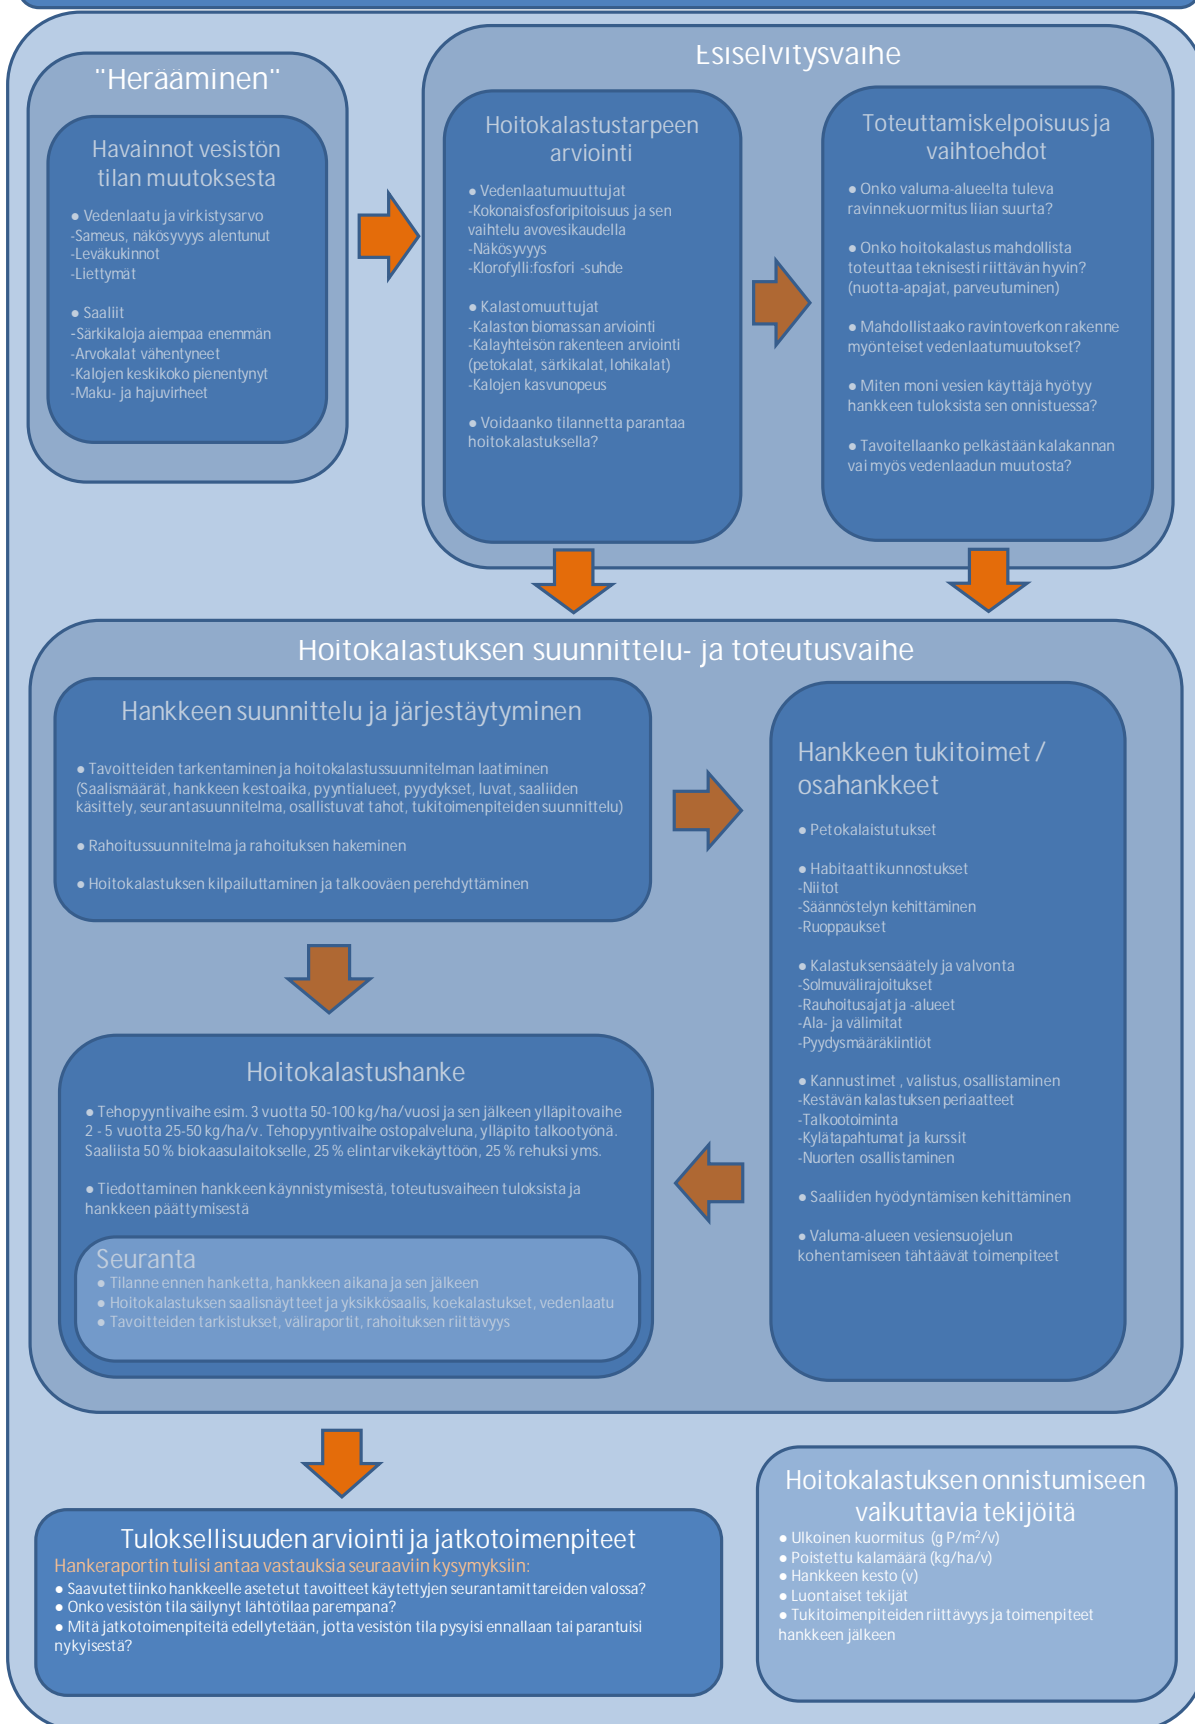 "Herääminen"
Havainnot vesistön
tilan muutoksesta
● Vedenlaatu ja virkistysarvo
-Sameus, näkösyvyys alentunut
-Leväkukinnot
-Liettymät
● Saaliit
-Särkikaloja aiempaa enemmän
-Arvokalat vähentyneet
-Kalojen keskikoko pienentynyt
-Maku- ja hajuvirheet
Esiselvitysvaihe
Hoitokalastustarpeen
arviointi
● Vedenlaatumuuttujat
-Kokonaisfosforipitoisuus ja sen
vaihtelu avovesikaudella
-Näkösyvyys
-Klorofylli:fosfori -suhde
● Kalastomuuttujat
-Kalaston biomassan arviointi
-Kalayhteisön rakenteen arviointi
(petokalat, särkikalat, lohikalat)
-Kalojen kasvunopeus
● Voidaanko tilannetta parantaa
hoitokalastuksella?
Toteuttamiskelpoisuus ja
vaihtoehdot
● Onko valuma-alueelta tuleva
ravinnekuormitus liian suurta?
● Onko hoitokalastus mahdollista
toteuttaa teknisesti riittävän hyvin?
(nuotta-apajat, parveutuminen)
● Mahdollistaako ravintoverkon rakenne
myönteiset vedenlaatumuutokset?
● Miten moni vesien käyttäjä hyötyy
hankkeen tuloksista sen onnistuessa?
● Tavoitellaanko pelkästään kalakannan
vai myös vedenlaadun muutosta?
Hoitokalastuksen suunnittelu- ja toteutusvaihe
Hankkeen suunnittelu ja järjestäytyminen
● Tavoitteiden tarkentaminen ja hoitokalastussuunnitelman laatiminen
(Saalismäärät, hankkeen kestoaika, pyyntialueet, pyydykset, luvat, saaliiden
käsittely, seurantasuunnitelma, osallistuvat tahot, tukitoimenpiteiden suunnittelu)
● Rahoitussuunnitelma ja rahoituksen hakeminen
● Hoitokalastuksen kilpailuttaminen ja talkooväen perehdyttäminen
Hankkeen tukitoimet /
osahankkeet
● Petokalaistutukset
● Habitaattikunnostukset
-Niitot
-Säännöstelyn kehittäminen
-Ruoppaukset
● Kalastuksensäätely ja valvonta
-Solmuvälirajoitukset
-Rauhoitusajat ja -alueet
-Ala- ja välimitat
-Pyydysmääräkiintiöt
● Kannustimet , valistus, osallistaminen
-Kestävän kalastuksen periaatteet
-Talkootoiminta
-Kylätapahtumat ja kurssit
-Nuorten osallistaminen
● Saaliiden hyödyntämisen kehittäminen
● Valuma-alueen vesiensuojelun
kohentamiseen tähtäävät toimenpiteet
Hoitokalastushanke
● Tehopyyntivaihe esim. 3 vuotta 50-100 kg/ha/vuosi ja sen jälkeen ylläpitovaihe
2 - 5 vuotta 25-50 kg/ha/v. Tehopyyntivaihe ostopalveluna, ylläpito talkootyönä.
Saaliista 50 % biokaasulaitokselle, 25 % elintarvikekäyttöön, 25 % rehuksi yms.
● Tiedottaminen hankkeen käynnistymisestä, toteutusvaiheen tuloksista ja
hankkeen päättymisestä
Seuranta
● Tilanne ennen hanketta, hankkeen aikana ja sen jälkeen
● Hoitokalastuksen saalisnäytteet ja yksikkösaalis, koekalastukset, vedenlaatu
● Tavoitteiden tarkistukset, väliraportit, rahoituksen riittävyys
Tuloksellisuuden arviointi ja jatkotoimenpiteet
Hankeraportin tulisi antaa vastauksia seuraaviin kysymyksiin:
● Saavutettiinko hankkeelle asetetut tavoitteet käytettyjen seurantamittareiden valossa?
● Onko vesistön tila säilynyt lähtötilaa parempana?
● Mitä jatkotoimenpiteitä edellytetään, jotta vesistön tila pysyisi ennallaan tai parantuisi
nykyisestä?
Hoitokalastuksen onnistumiseen
vaikuttavia tekijöitä
● Ulkoinen kuormitus (g P/m²/v)
● Poistettu kalamäärä (kg/ha/v)
● Hankkeen kesto (v)
● Luontaiset tekijät
● Tukitoimenpiteiden riittävyys ja toimenpiteet
hankkeen jälkeen